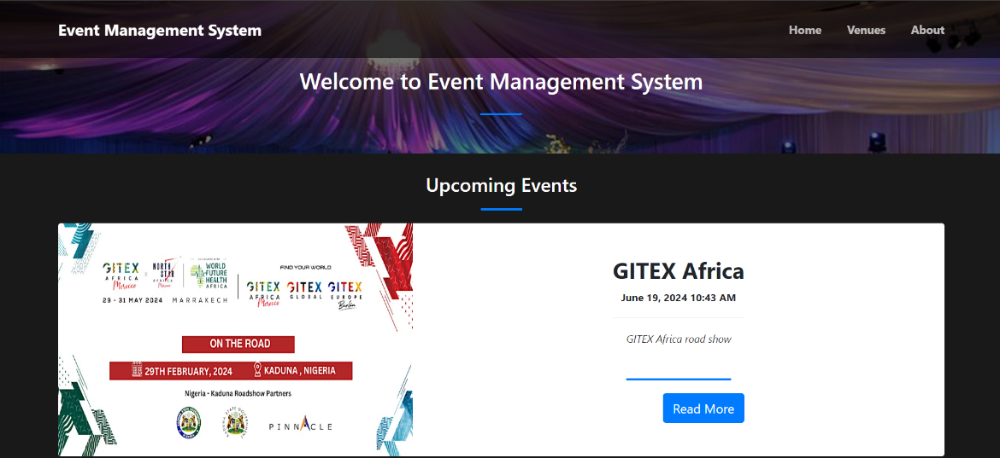 Event Management System
Home
Venues
About
Welcome to Event Management System
Upcoming Events
GITEX
AFRICA
Morocco
x
NORTH
STAR
AFRICA
WORLD
FUTURE
HEALTH
AFRICA
FIND YOUR WORLD
GITEX
AFRICA
Morocco
GITEX
GLOBAL
GITEX
EUROPE
Berlin
29 - 31 MAY 2024 MARRAKECH
ON THE ROAD
29TH FEBRUARY, 2024
KADUNA , NIGERIA
Nigeria - Kaduna Roadshow Partners
PINNACLE
GITEX Africa
June 19, 2024 10:43 AM
GITEX Africa road show
Read More